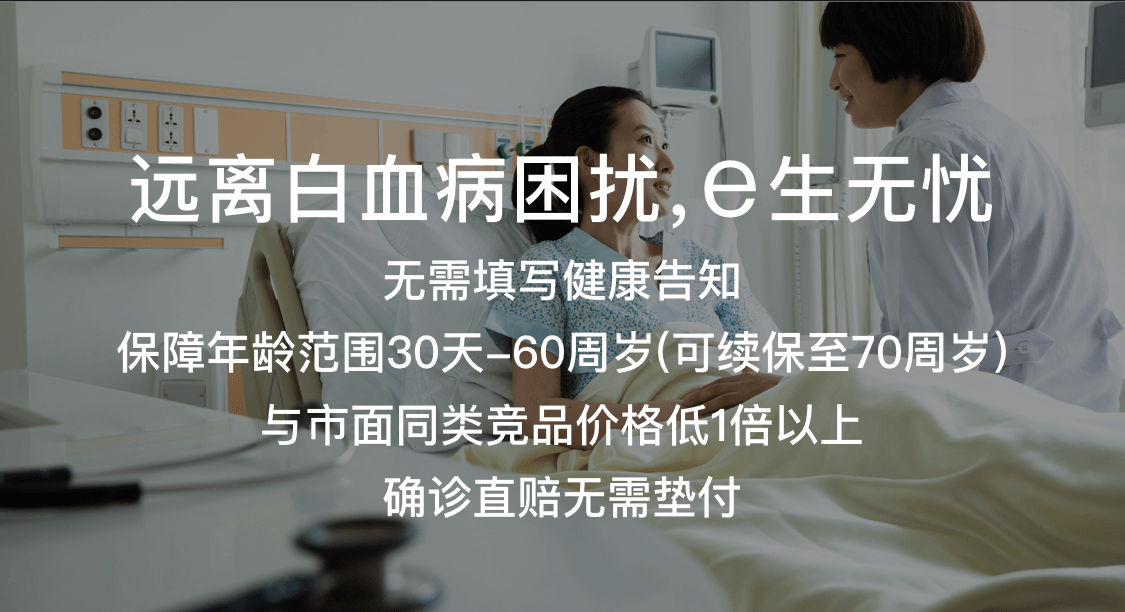 远离白血病困扰,e生无忧
无需填写健康告知
保障年龄范围30天-60周岁(可续保至70周岁)
与市面同类竞品价格低1倍以上
确诊直赔无需垫付